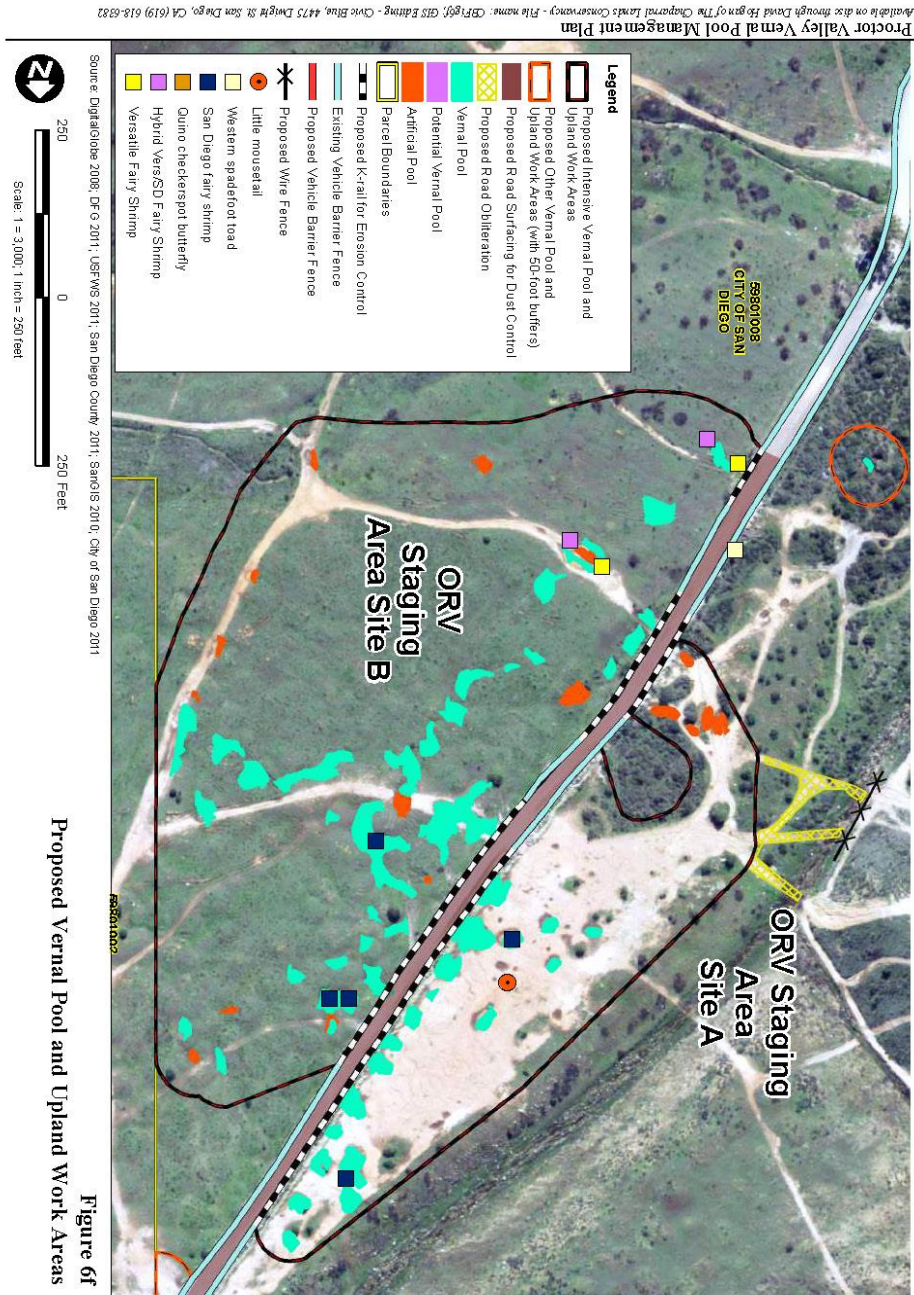 Available on disc through David Hogan of The Chaparral Lands Conservancy - File name: CBF6f; GIS Editing - Civic Blue, 4475 Dwight St. San Diego, CA (619) 618-6382
Proctor Valley Vernal Pool Management Plan
Legend
Proposed Intensive Vernal Pool and
Upland Work Areas
Proposed Other Vernal Pool and
Upland Work Areas (with 50-foot buffers)
Proposed Road Surfacing for Dust Control
Proposed Road Obliteration
Vernal Pool
Potential Vernal Pool
Artificial Pool
Parcel Boundaries
Proposed K-rail for Erosion Control
Existing Vehicle Barrier Fence
Proposed Vehicle Barrier Fence
Proposed Wire Fence
Little mousetail
Western spadefoot toad
San Diego fairy shrimp
Quino checkerspot butterfly
Hybrid Vers/SD Fairy Shrimp
Versatile Fairy Shrimp
59801008
CITY OF SAN
DIEGO
ORV
Staging
Area Site B
ORV Staging
Area
Site A
59801002
Source: DigitalGlobe 2008; DFG 2011; USFWS 2011; San Diego County 2011; SanGIS 2010; City of San Diego 2011
N
250 0 250 Feet
Scale: 1 = 3,000; 1 inch = 250 feet
Figure 6f
Proposed Vernal Pool and Upland Work Areas